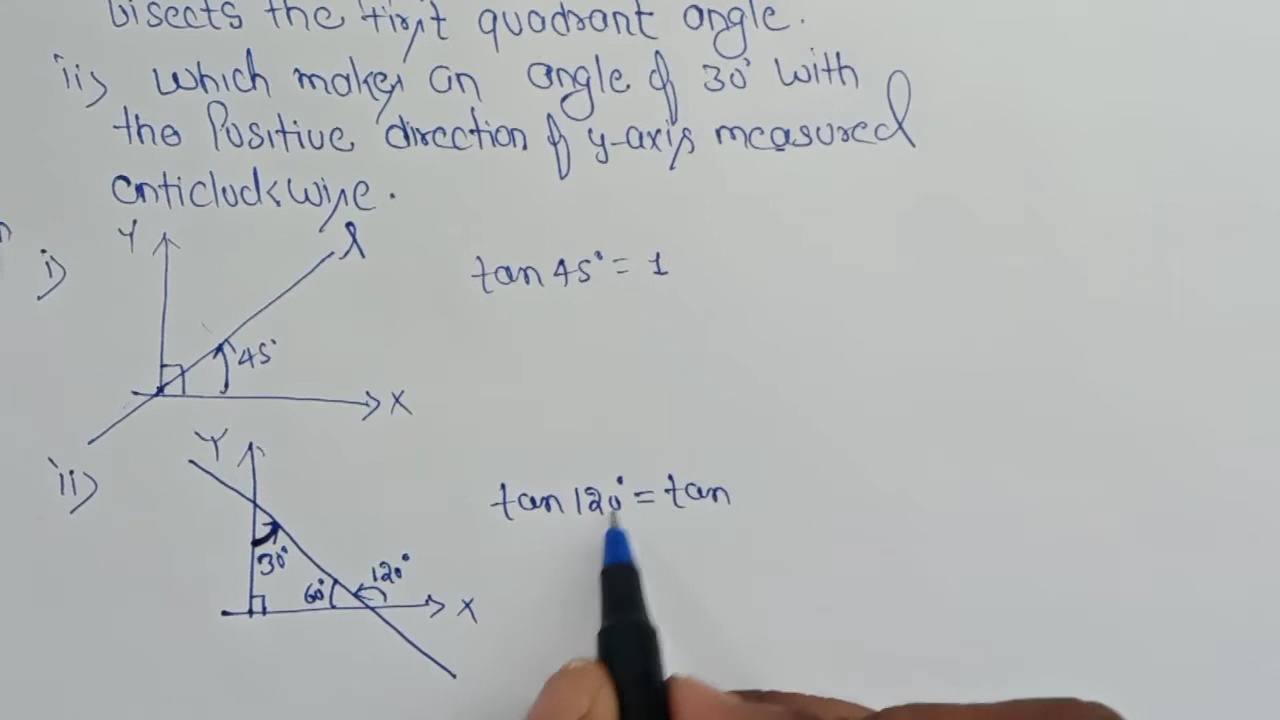 bisects the first quadrant angle.
ii) which makes an angle of 30° with
the Positive direction of y-axis measured
anticlockwise.
i)
Y
l
45°
X
tan 45° = 1
ii)
Y
30°
60°
120°
X
tan 120° = tan